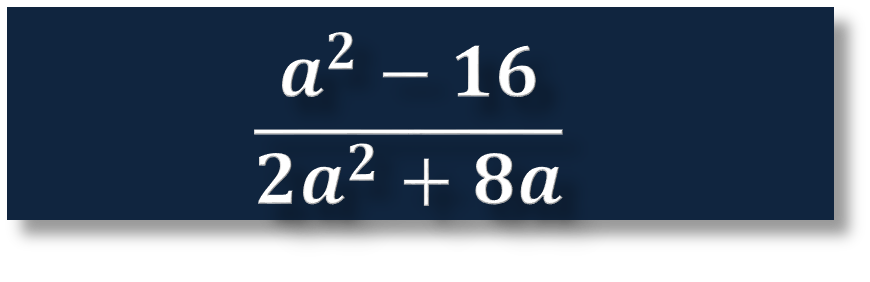 a² − 16
2a² + 8a